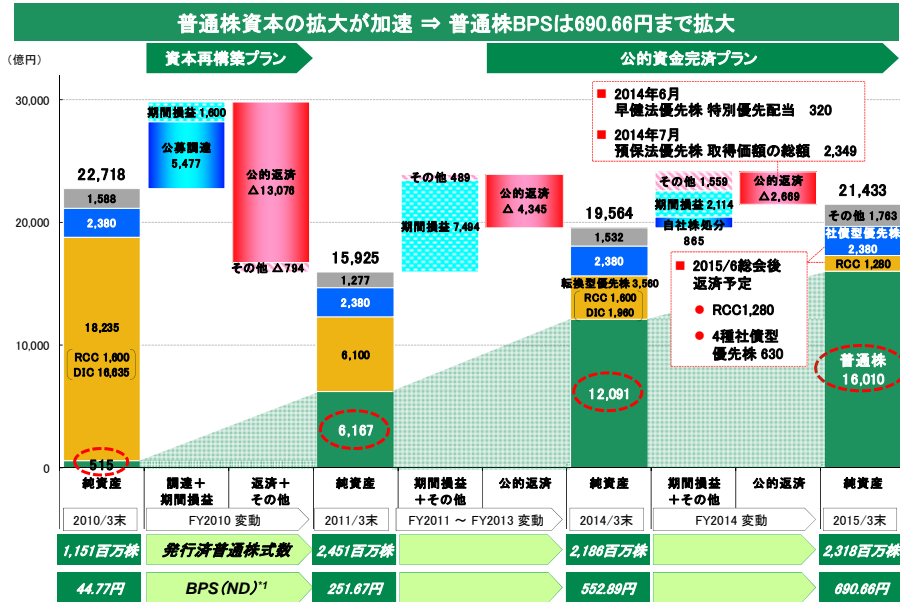 普通株資本の拡大が加速 ⇒ 普通株BPSは690.66円まで拡大
（億円）
資本再構築プラン
公的資金完済プラン
30,000
20,000
10,000
0
22,718
1,588
2,380
18,235
RCC 1,600
DIC 16,635
515
期間損益 1,600
公募調達
5,477
公的返済
△13,076
その他 △794
15,925
1,277
2,380
6,100
6,167
その他 489
期間損益 7,494
公的返済
△ 4,345
■ 2014年6月
早健法優先株 特別優先配当 320
■ 2014年7月
預保法優先株 取得価額の総額 2,349
19,564
1,532
2,380
転換型優先株 3,560
RCC 1,600
DIC 1,960
12,091
その他 1,559
期間損益 2,114
自社株処分
865
公的返済
△2,669
■ 2015/6総会後
返済予定
● RCC1,280
● 4種社債型
優先株 630
21,433
その他 1,763
社債型優先株
2,380
RCC 1,280
普通株
16,010
純資産
調達＋
期間損益
返済＋
その他
純資産
期間損益
＋その他
公的返済
純資産
期間損益
＋その他
公的返済
純資産
2010/3末
FY2010 変動
2011/3末
FY2011 ～ FY2013 変動
2014/3末
FY2014 変動
2015/3末
1,151百万株
発行済普通株式数
2,451百万株
2,186百万株
2,318百万株
44.77円
BPS（ND）*1
251.67円
552.89円
690.66円